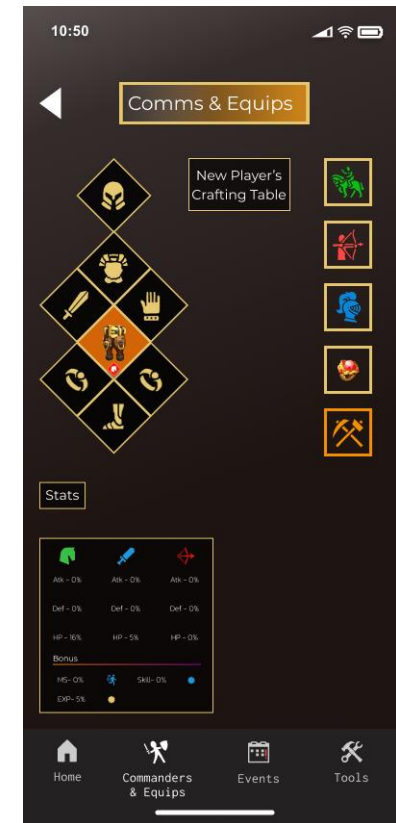 10:50
Comms & Equips
New Player's
Crafting Table
Stats
Atk - 0% Atk - 0% Atk - 0%
Def - 0% Def - 0% Def - 0%
HP - 16% HP - 5% HP - 0%
Bonus
MS- 0% Skill- 0%
EXP- 5%
Home Commanders
& Equips Events Tools